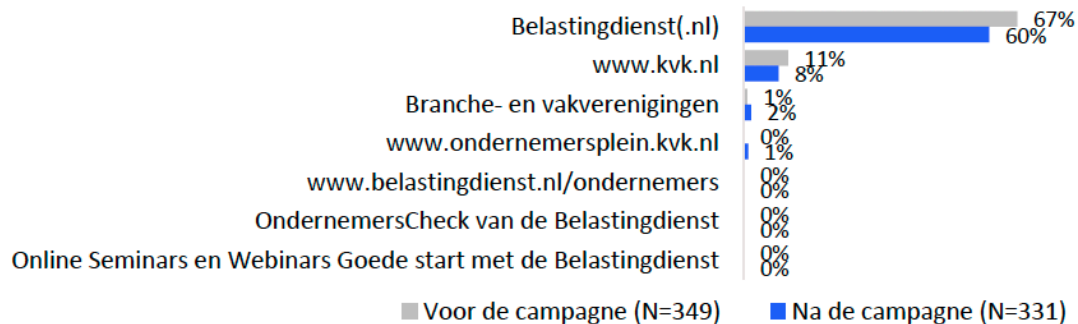 Belastingdienst(.nl) 67%
60%
www.kvk.nl 11%
8%
Branche- en vakverenigingen 1%
2%
www.ondernemersplein.kvk.nl 0%
1%
www.belastingdienst.nl/ondernemers 0%
0%
OndernemersCheck van de Belastingdienst 0%
0%
Online Seminars en Webinars Goede start met de Belastingdienst 0%
0%
Voor de campagne (N=349) Na de campagne (N=331)